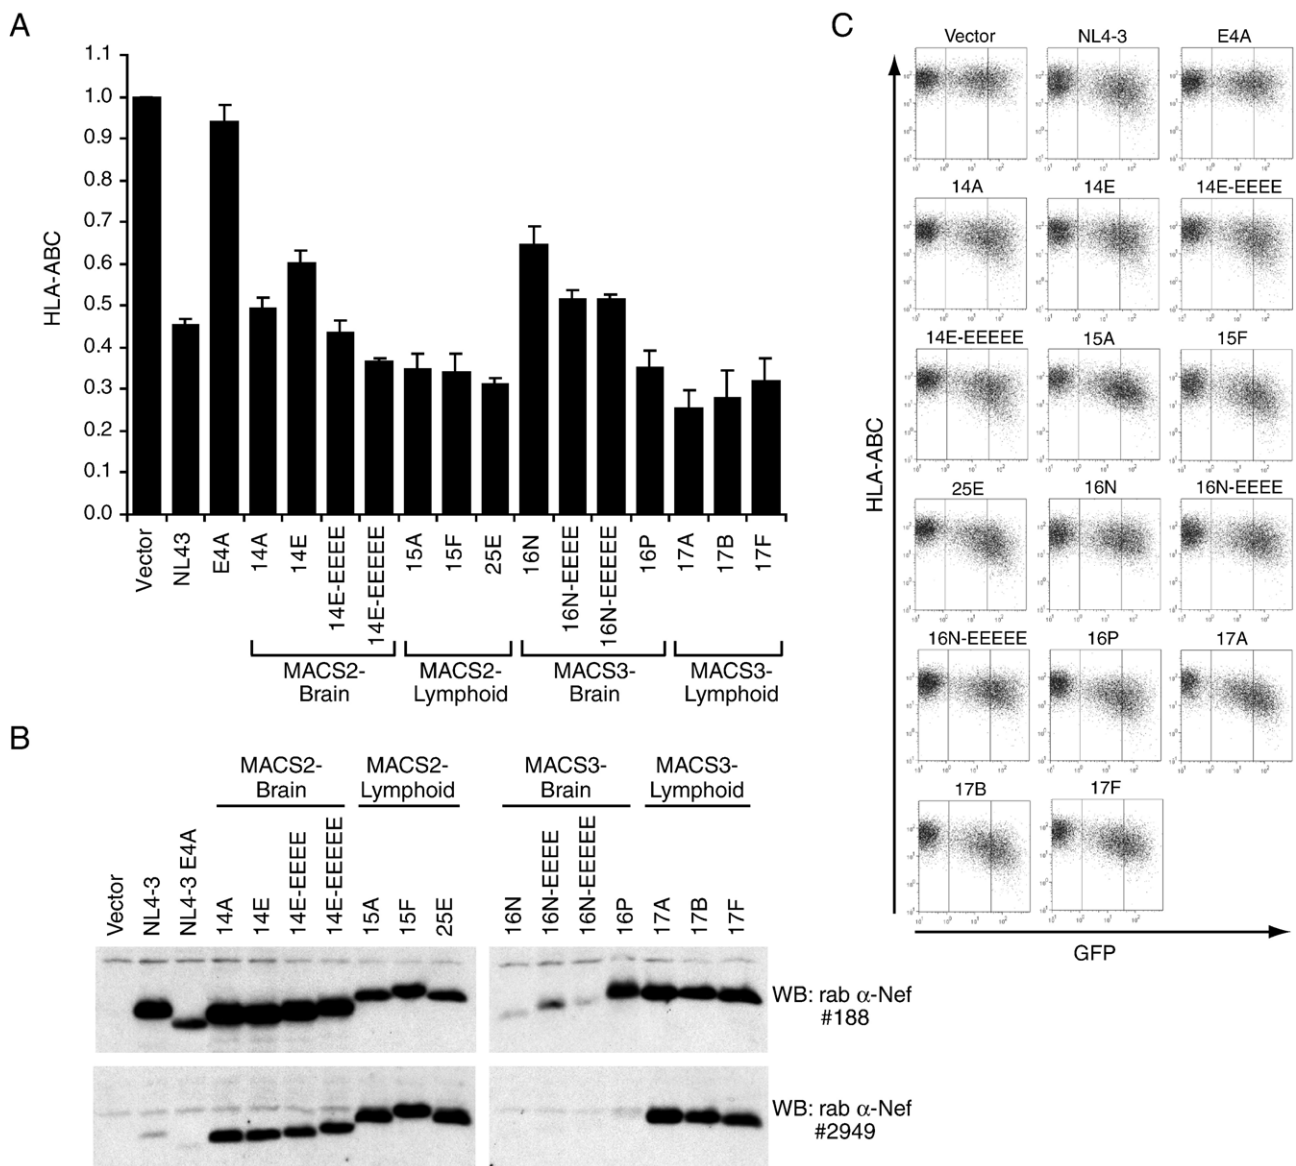 A
1.1
1.0
0.9
0.8
0.7
0.6
0.5
0.4
0.3
0.2
0.1
0.0
HLA-ABC
Vector
NL43
E4A
14A
14E
14E-EEEE
14E-EEEEE
15A
15F
25E
16N
16N-EEEE
16N-EEEEE
16P
17A
17B
17F
MACS2-
Brain
MACS2-
Lymphoid
MACS3-
Brain
MACS3-
Lymphoid
B
MACS2-
Brain
MACS2-
Lymphoid
MACS3-
Brain
MACS3-
Lymphoid
Vector
NL4-3
NL4-3 E4A
14A
14E
14E-EEEE
14E-EEEEE
15A
15F
25E
16N
16N-EEEE
16N-EEEEE
16P
17A
17B
17F
WB: rab α-Nef
#188
WB: rab α-Nef
#2949
C
Vector
NL4-3
E4A
14A
14E
14E-EEEE
14E-EEEEE
15A
15F
25E
16N
16N-EEEE
16N-EEEEE
16P
17A
17B
17F
HLA-ABC
GFP